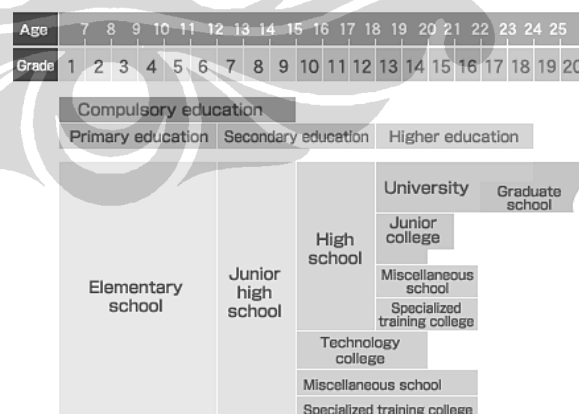 Age 7 8 9 10 11 12 13 14 15 16 17 18 19 20 21 22 23 24 25
Grade 1 2 3 4 5 6 7 8 9 10 11 12 13 14 15 16 17 18 19 20
Compulsory education
Primary education Secondary education Higher education
University
Graduate
school
Junior
college
High
school
Miscellaneous
school
Elementary
school
Junior
high
school
Specialized
training college
Technology
college
Miscellaneous school
Specialized training college